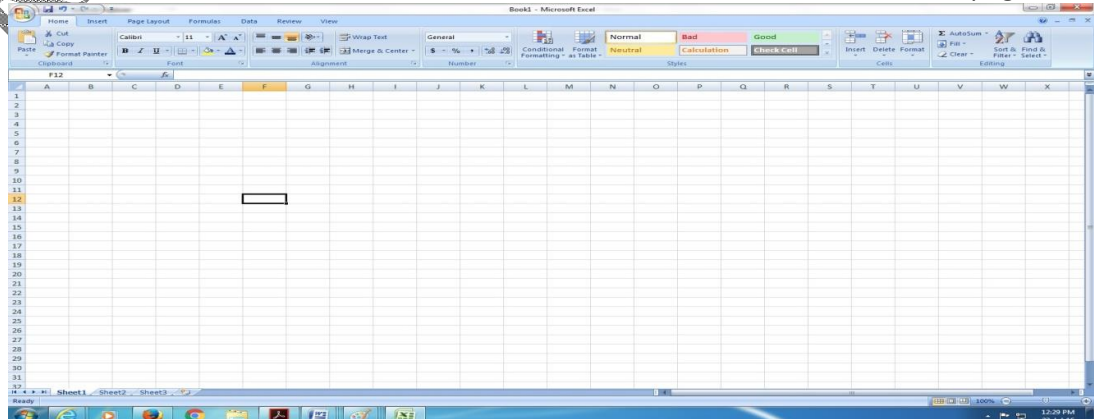 Book1 - Microsoft Excel
Home Insert Page Layout Formulas Data Review View
Cut
Copy
Format Painter
Paste
Clipboard
Calibri 11 A A
B I U A
Font
Wrap Text
Merge & Center
Alignment
General
$ % ,
Number
Conditional Formatting
Format as Table
Normal Bad Good
Neutral Calculation Check Cell
Styles
Insert Delete Format
Cells
Σ AutoSum
Fill
Clear
Sort & Filter
Find & Select
Editing
F12 fx
A B C D E F G H I J K L M N O P Q R S T U V W X
1
2
3
4
5
6
7
8
9
10
11
12
13
14
15
16
17
18
19
20
21
22
23
24
25
26
27
28
29
30
31
32
Sheet1 Sheet2 Sheet3
Ready 100%
12:29 PM